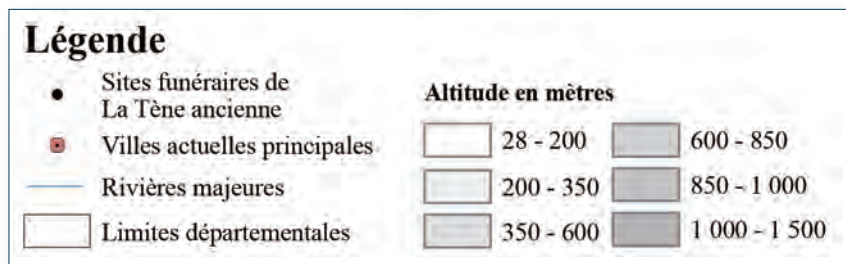 Légende
Sites funéraires de
La Tène ancienne
Villes actuelles principales
Rivières majeures
Limites départementales
Altitude en mètres
28 - 200
200 - 350
350 - 600
600 - 850
850 - 1 000
1 000 - 1 500